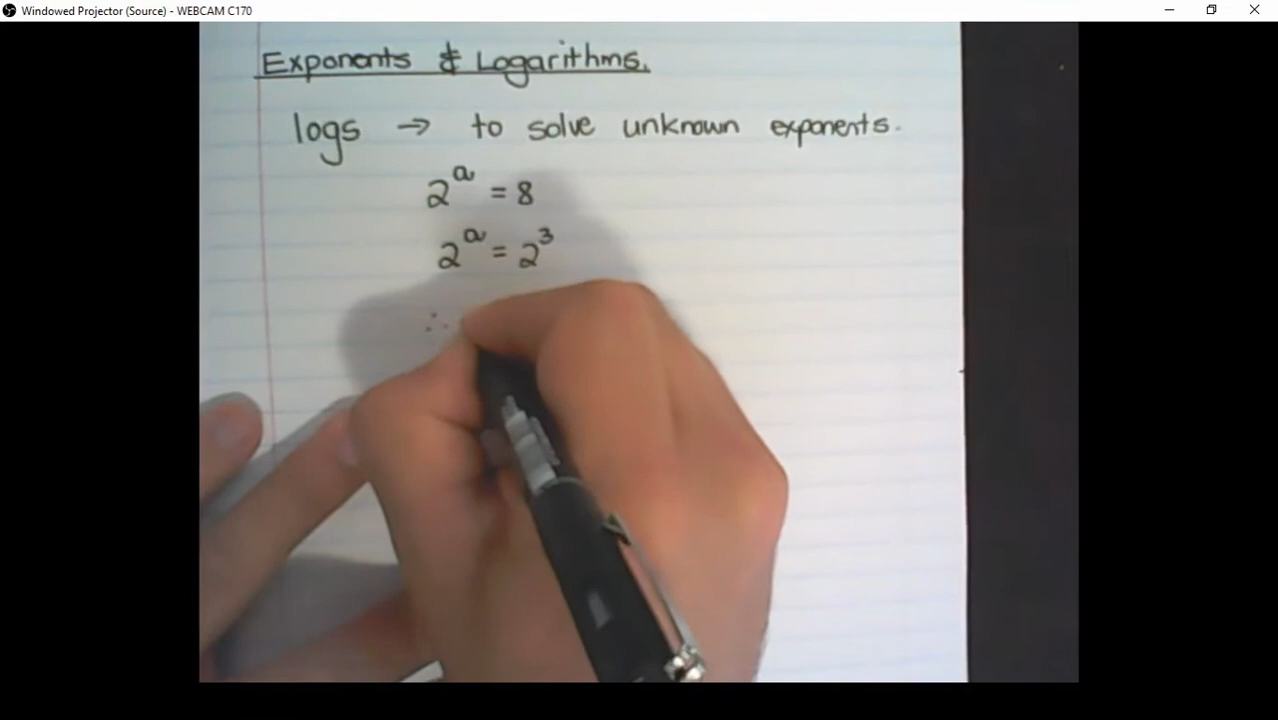 Windowed Projector (Source) - WEBCAM C170
Exponents & Logarithms.
logs → to solve unknown exponents.
2^a = 8
2^a = 2^3
∴